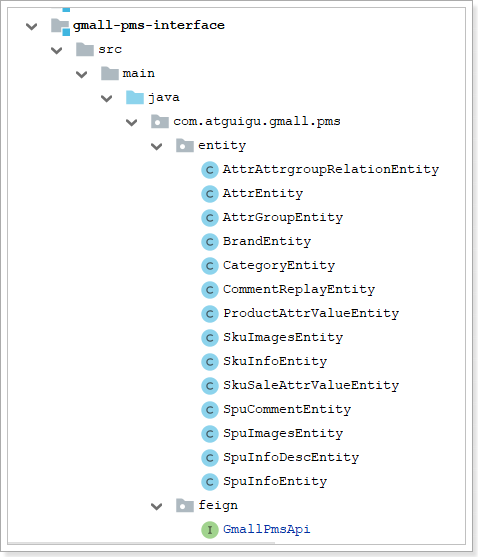 gmall-pms-interface
src
main
java
com.atguigu.gmall.pms
entity
C AttrAttrgroupRelationEntity
C AttrEntity
C AttrGroupEntity
C BrandEntity
C CategoryEntity
C CommentReplayEntity
C ProductAttrValueEntity
C SkuImagesEntity
C SkuInfoEntity
C SkuSaleAttrValueEntity
C SpuCommentEntity
C SpuImagesEntity
C SpuInfoDescEntity
C SpuInfoEntity
feign
I GmallPmsApi